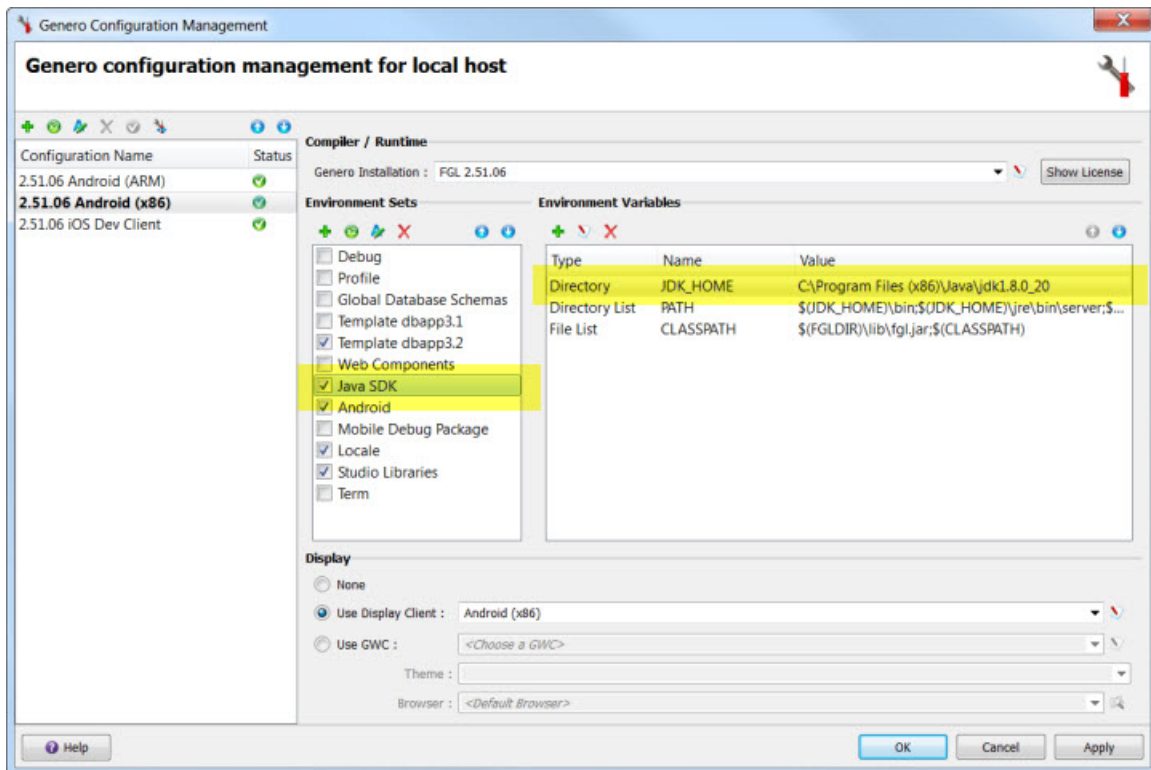 Genero Configuration Management
Genero configuration management for local host
Configuration Name Status
2.51.06 Android (ARM)
2.51.06 Android (x86)
2.51.06 iOS Dev Client
Compiler / Runtime
Genero Installation : FGL 2.51.06 Show License
Environment Sets
Debug
Profile
Global Database Schemas
Template dbapp3.1
Template dbapp3.2
Web Components
Java SDK
Android
Mobile Debug Package
Locale
Studio Libraries
Term
Environment Variables
Type Name Value
Directory JDK_HOME C:\Program Files (x86)\Java\jdk1.8.0_20
Directory List PATH $(JDK_HOME)\bin;$(JDK_HOME)\jre\bin\server;$...
File List CLASSPATH $(FGLDIR)\lib\fgl.jar;$(CLASSPATH)
Display
None
Use Display Client : Android (x86)
Use GWC : <Choose a GWC>
Theme :
Browser : <Default Browser>
Help OK Cancel Apply